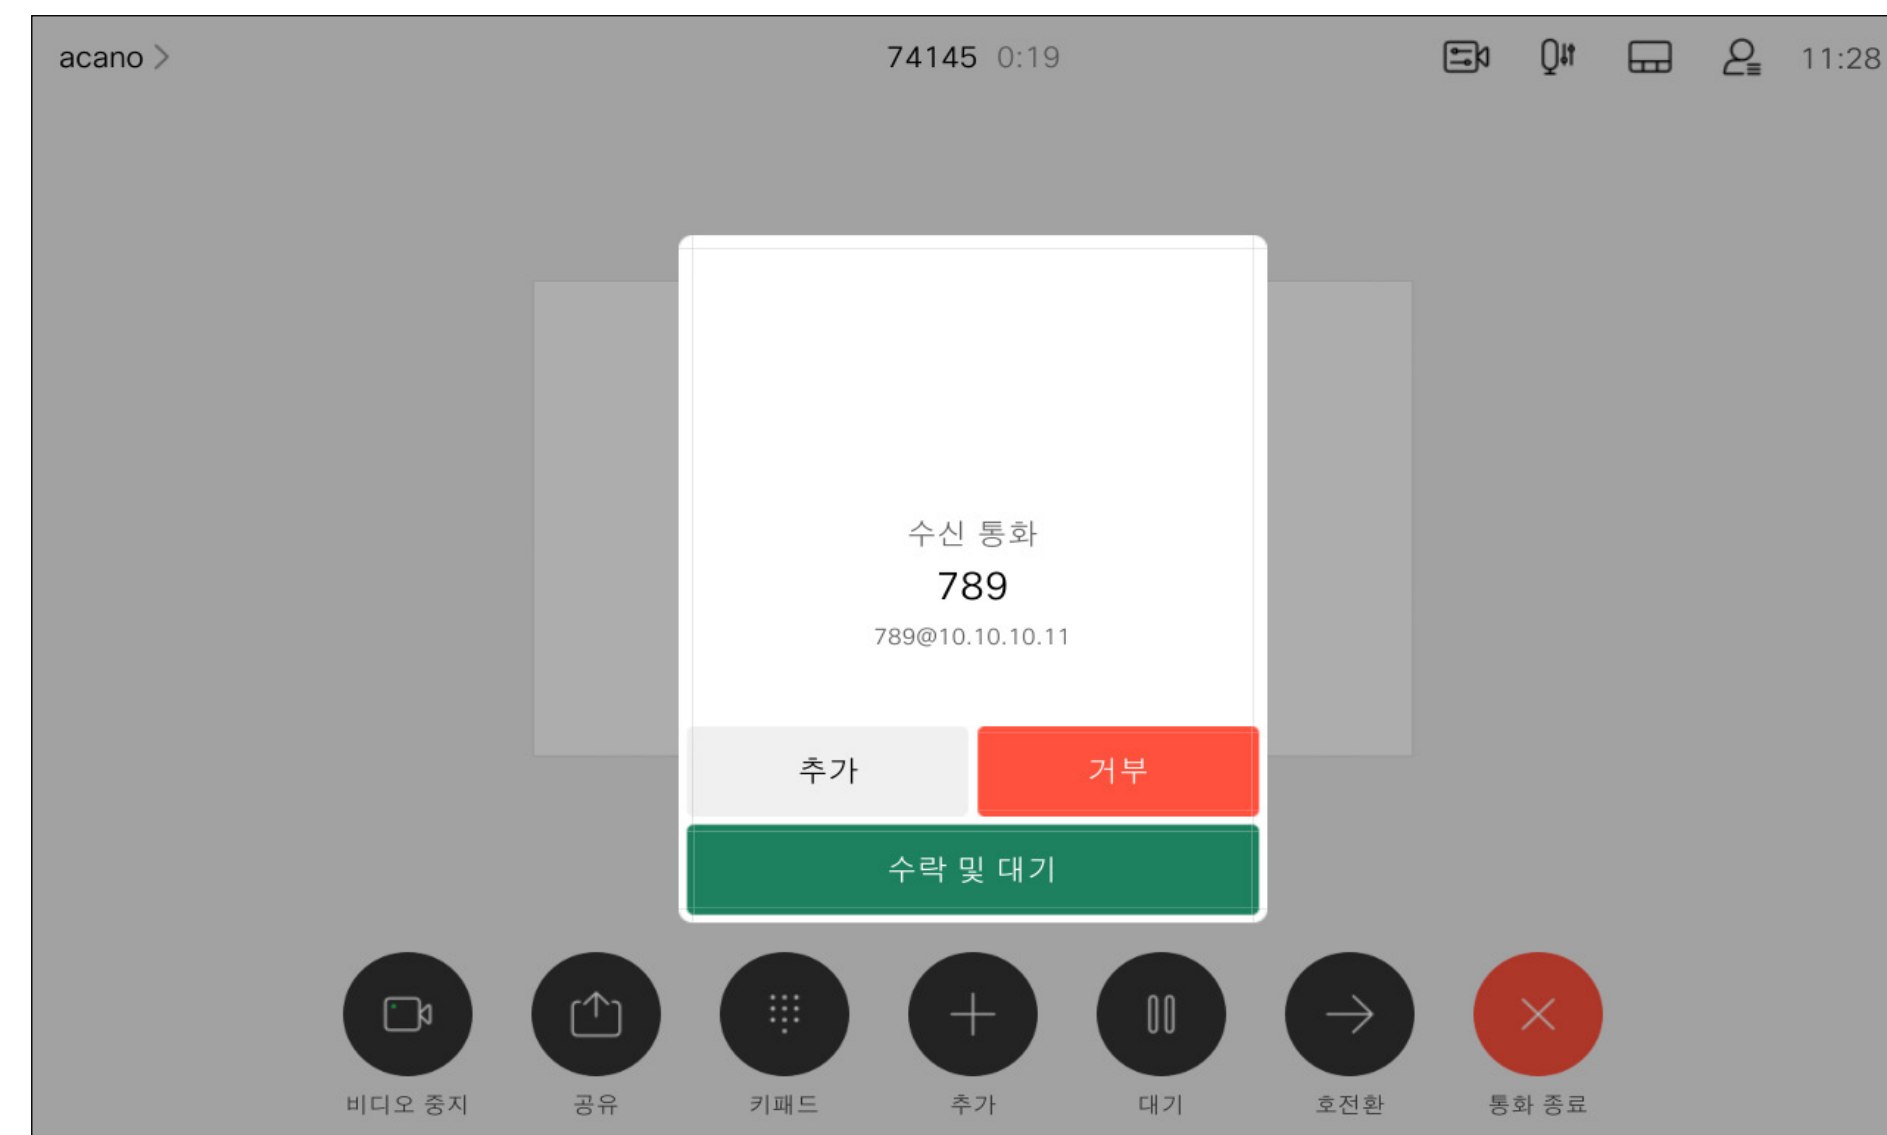 acano
74145 0:19
11:28
수신 통화
789
789@10.10.10.11
추가
거부
수락 및 대기
비디오 중지
공유
키패드
추가
대기
호전환
통화 종료